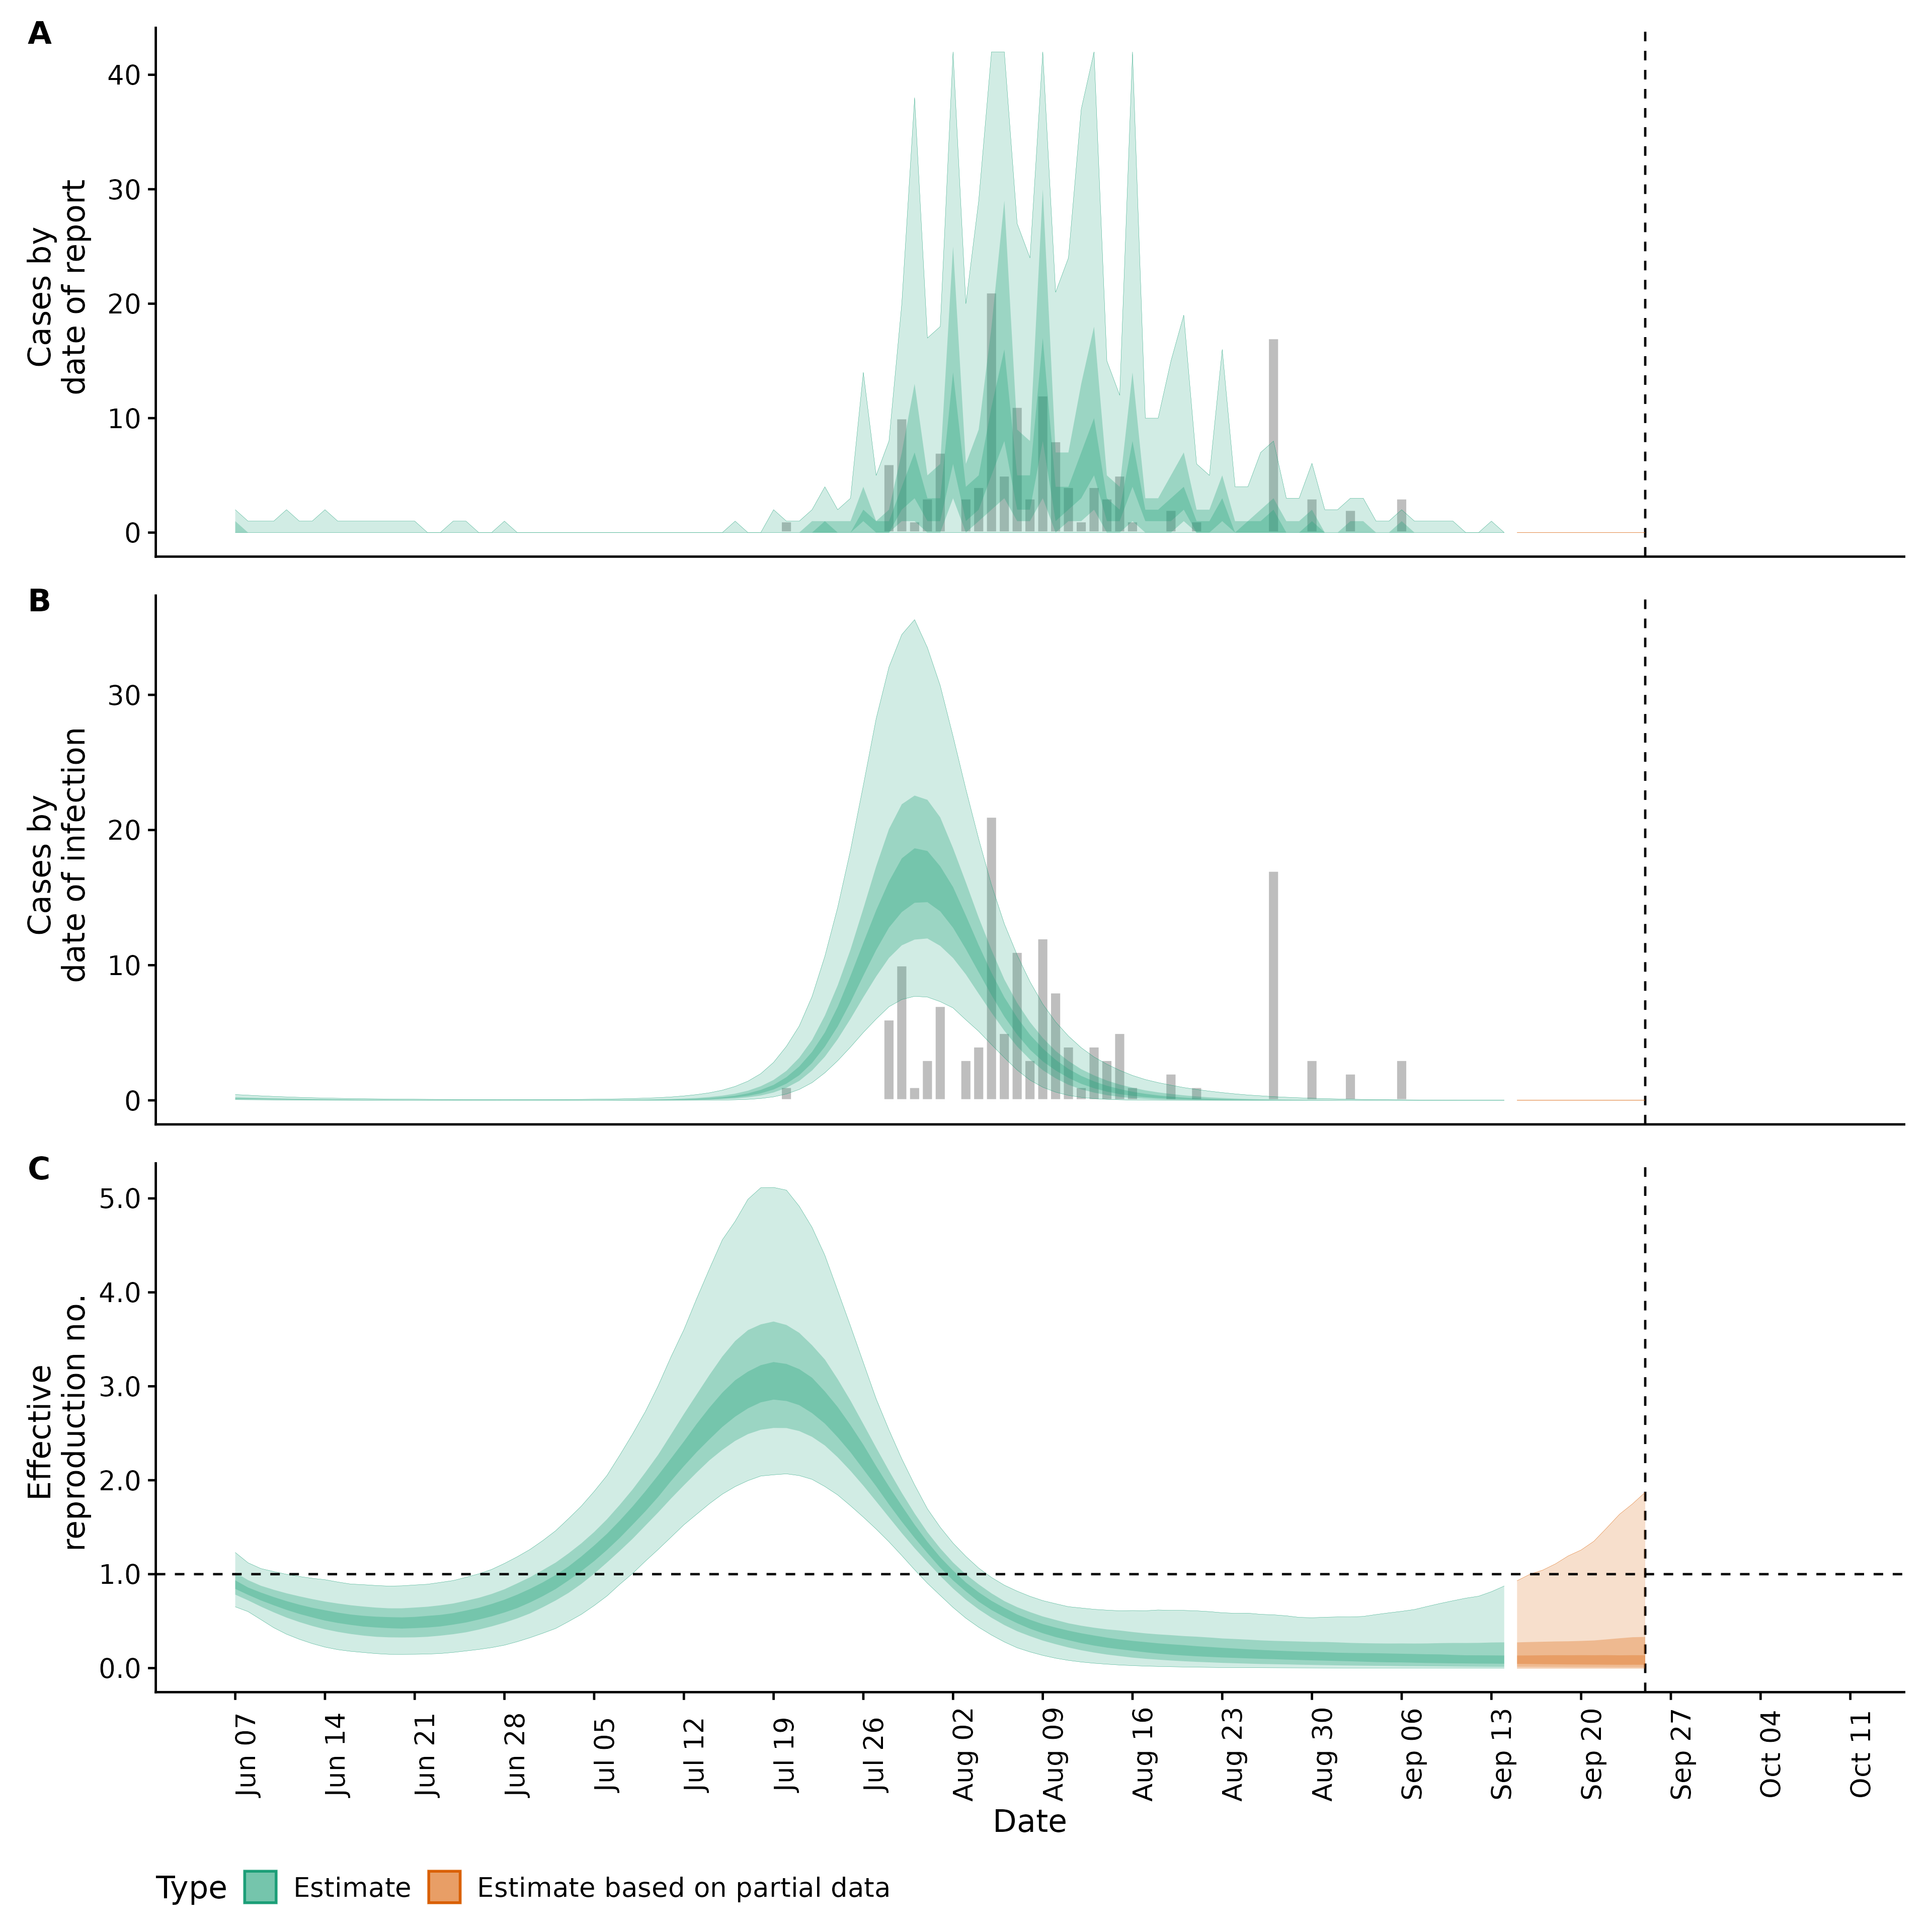 A
40
30
20
10
0
Cases by
date of report
B
30
20
10
0
Cases by
date of infection
C
5.0
4.0
3.0
2.0
1.0
0.0
Effective
reproduction no.
Jun 07
Jun 14
Jun 21
Jun 28
Jul 05
Jul 12
Jul 19
Jul 26
Aug 02
Aug 09
Aug 16
Aug 23
Aug 30
Sep 06
Sep 13
Sep 20
Sep 27
Oct 04
Oct 11
Date
Type Estimate Estimate based on partial data